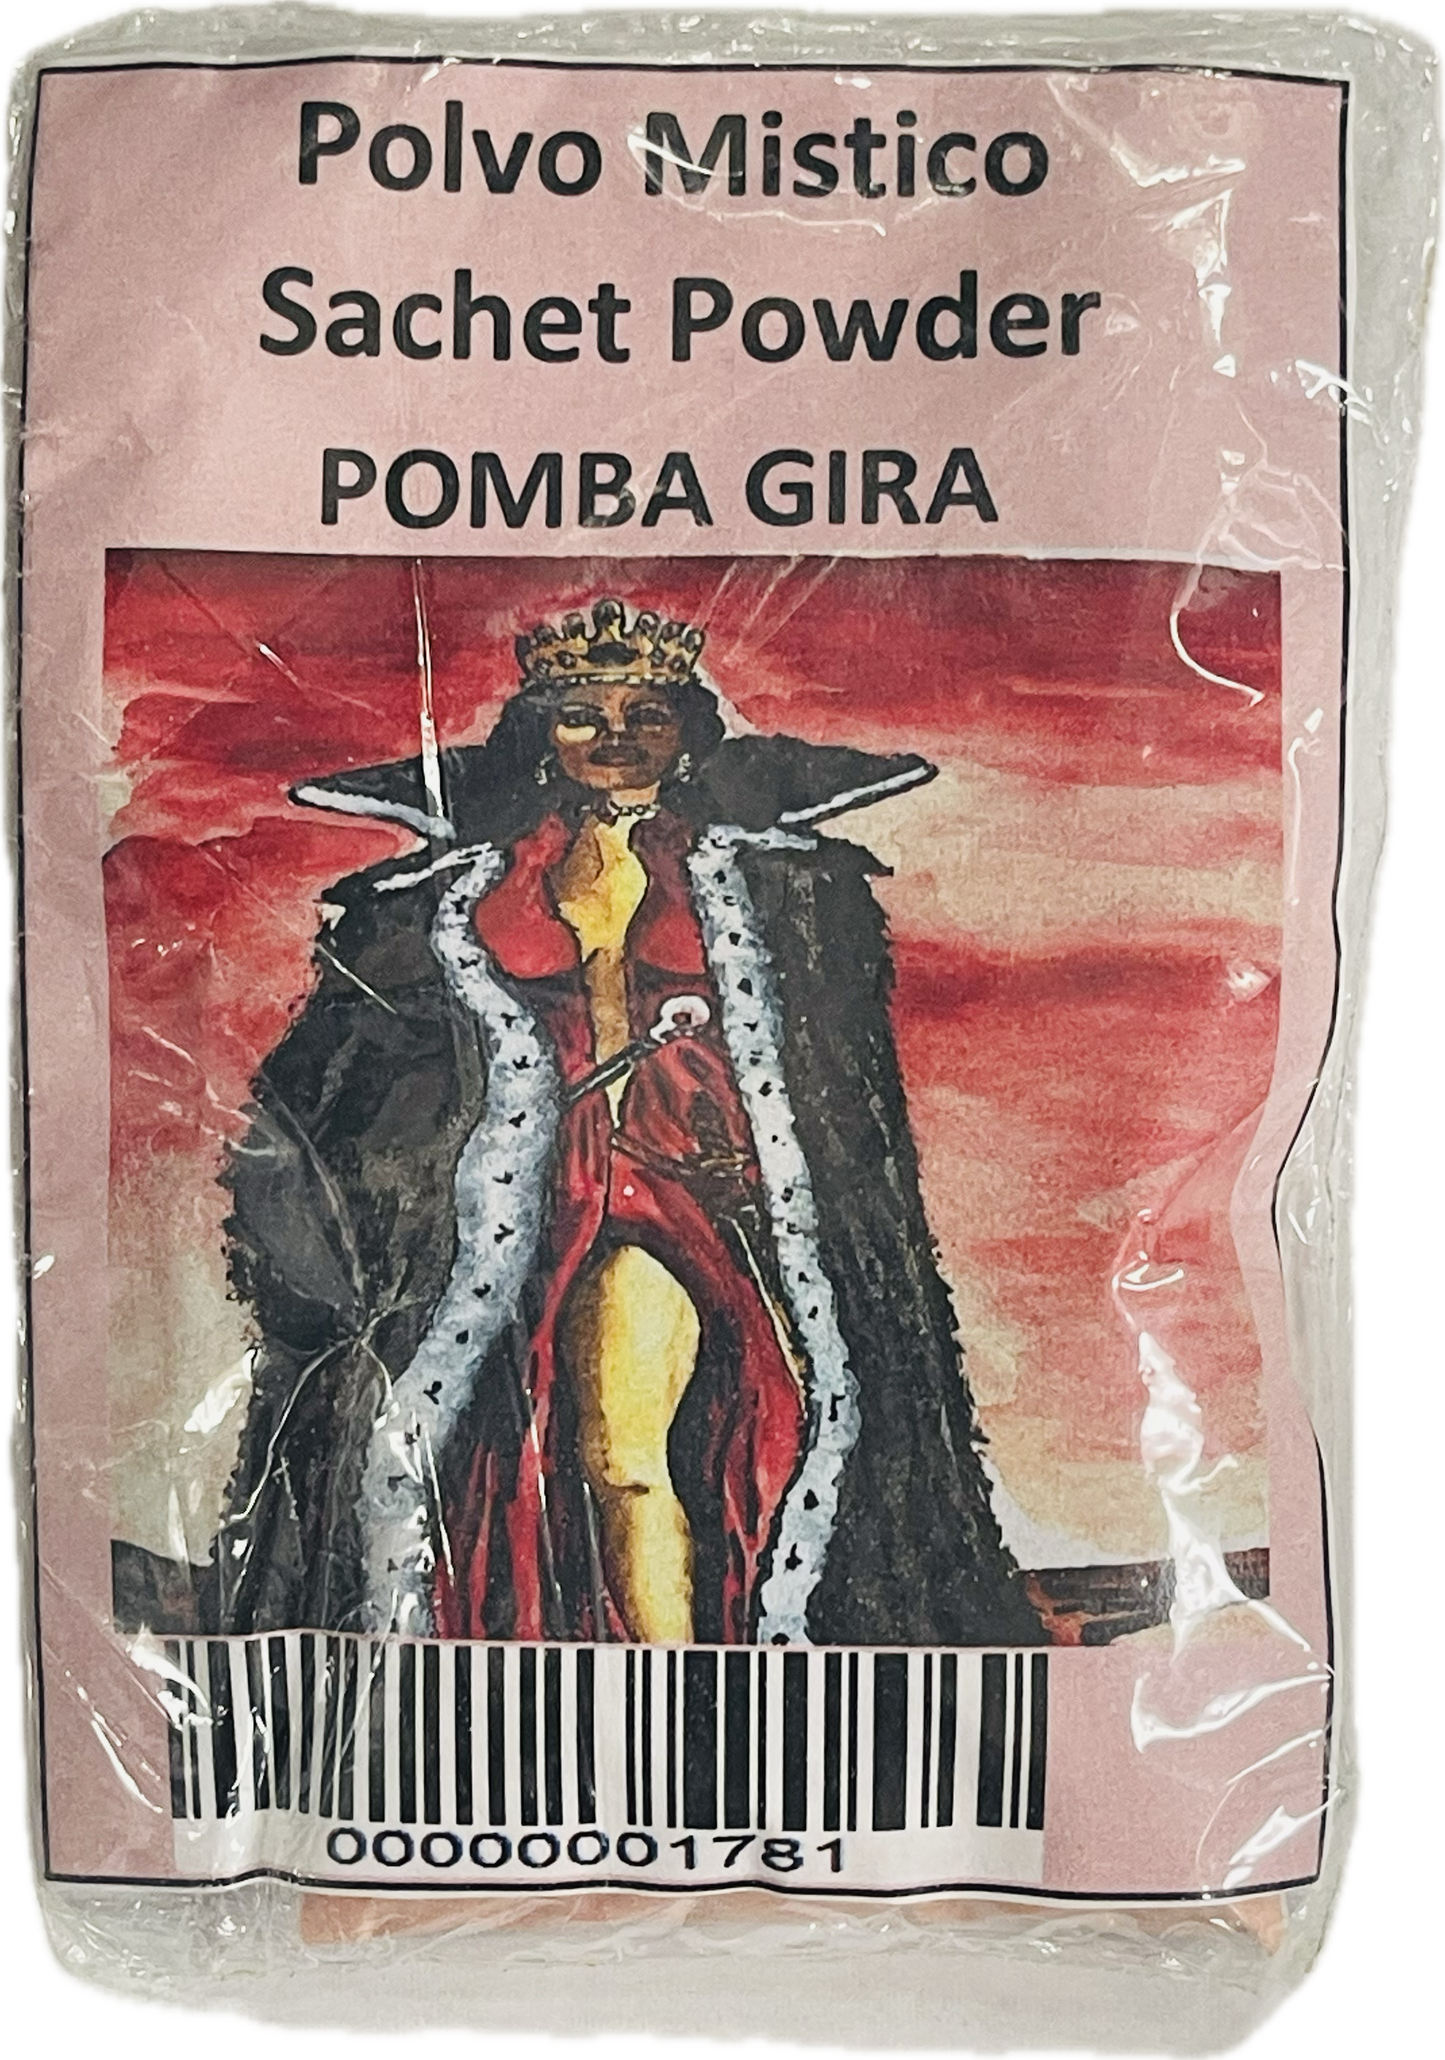 Polvo Mistico
Sachet Powder
POMBA GIRA
00000001781